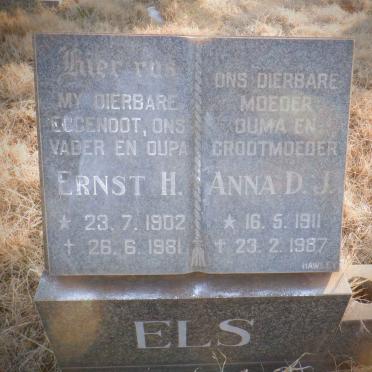 Hier rus
MY DIERBARE
EGGENOOT, ONS
VADER EN OUPA
ERNST H.
* 23. 7. 1902
† 26. 6. 1981
ONS DIERBARE
MOEDER
OUMA EN
GROOTMOEDER
ANNA D. J.
* 16. 5. 1911
† 23. 2. 1987
HAWLEY
ELS